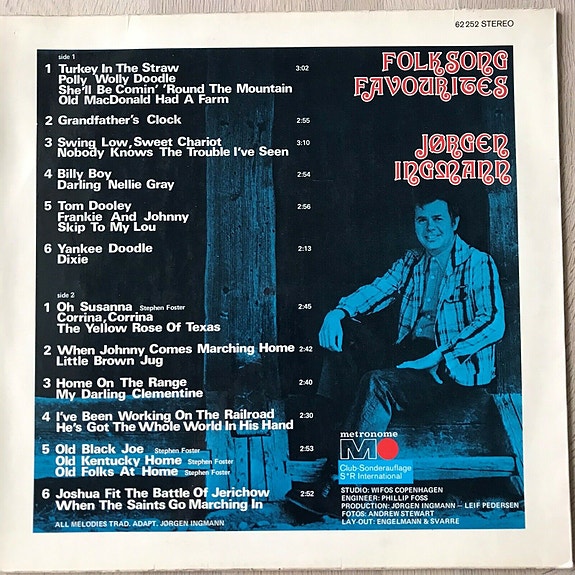 62 252 STEREO
FOLKSONG
FAVOURITES
JØRGEN
INGMANN
side 1
1 Turkey In The Straw 3:02
Polly Wolly Doodle
She'll Be Comin' 'Round The Mountain
Old MacDonald Had A Farm
2 Grandfather's Clock 2:55
3 Swing Low, Sweet Chariot 3:10
Nobody Knows The Trouble I've Seen
4 Billy Boy 2:54
Darling Nellie Gray
5 Tom Dooley 2:56
Frankie And Johnny
Skip To My Lou
6 Yankee Doodle 2:13
Dixie
side 2
1 Oh Susanna Stephen Foster 2:45
Corrina, Corrina
The Yellow Rose Of Texas
2 When Johnny Comes Marching Home 2:42
Little Brown Jug
3 Home On The Range 2:40
My Darling Clementine
4 I've Been Working On The Railroad 2:30
He's Got The Whole World In His Hand
5 Old Black Joe Stephen Foster 2:53
Old Kentucky Home Stephen Foster
Old Folks At Home Stephen Foster
6 Joshua Fit The Battle Of Jerichow 2:52
When The Saints Go Marching In
ALL MELODIES TRAD. ADAPT. JØRGEN INGMANN
metronome
M
Club-Sonderauflage
S*R International
STUDIO: WIFOS COPENHAGEN
ENGINEER: PHILLIP FOSS
PRODUCTION: JØRGEN INGMANN — LEIF PEDERSEN
FOTOS: ANDREW STEWART
LAY-OUT: ENGELMANN & SVARRE